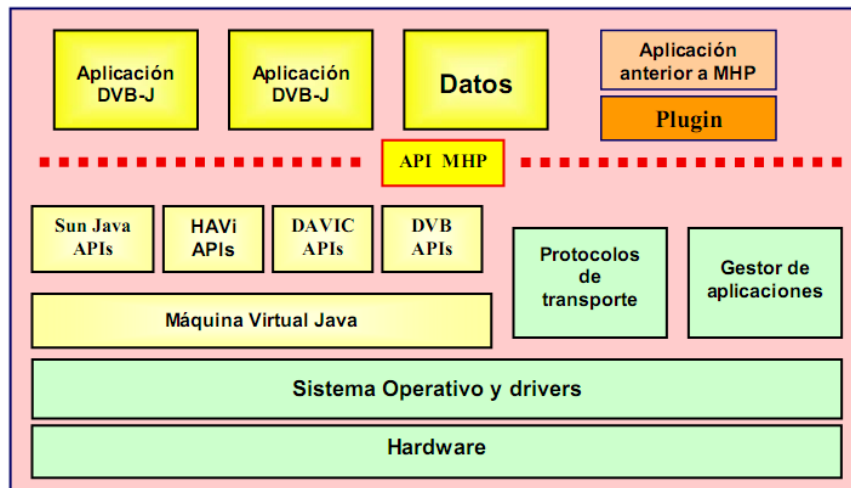 Aplicación
DVB-J
Aplicación
DVB-J
Datos
Aplicación
anterior a MHP
Plugin
API MHP
Sun Java
APIs
HAVi
APIs
DAVIC
APIs
DVB
APIs
Protocolos
de
transporte
Gestor de
aplicaciones
Máquina Virtual Java
Sistema Operativo y drivers
Hardware